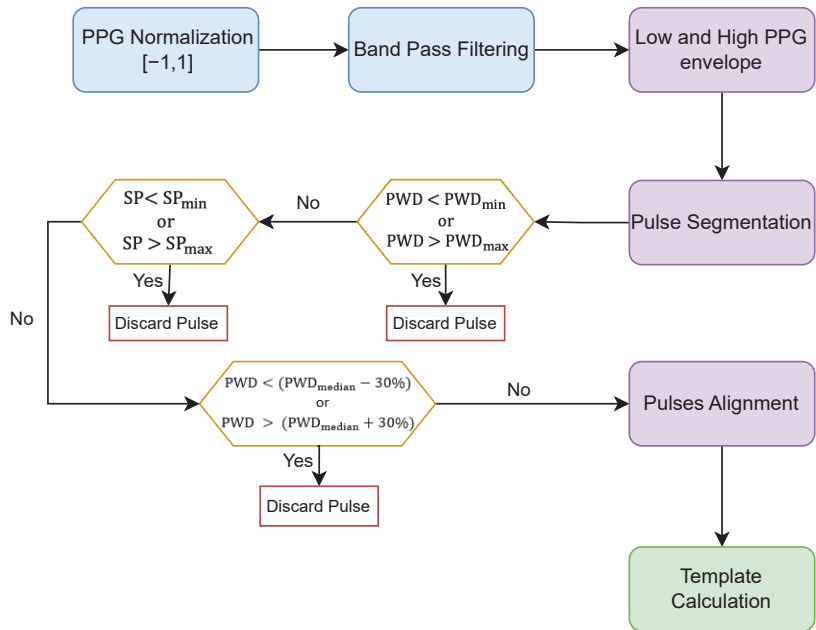 PPG Normalization
[−1,1]
Band Pass Filtering
Low and High PPG
envelope
Pulse Segmentation
PWD < PWDmin
or
PWD > PWDmax
No
Yes
Discard Pulse
SP< SPmin
or
SP > SPmax
Yes
Discard Pulse
No
PWD < (PWDmedian − 30%)
or
PWD > (PWDmedian + 30%)
No
Yes
Discard Pulse
Pulses Alignment
Template
Calculation